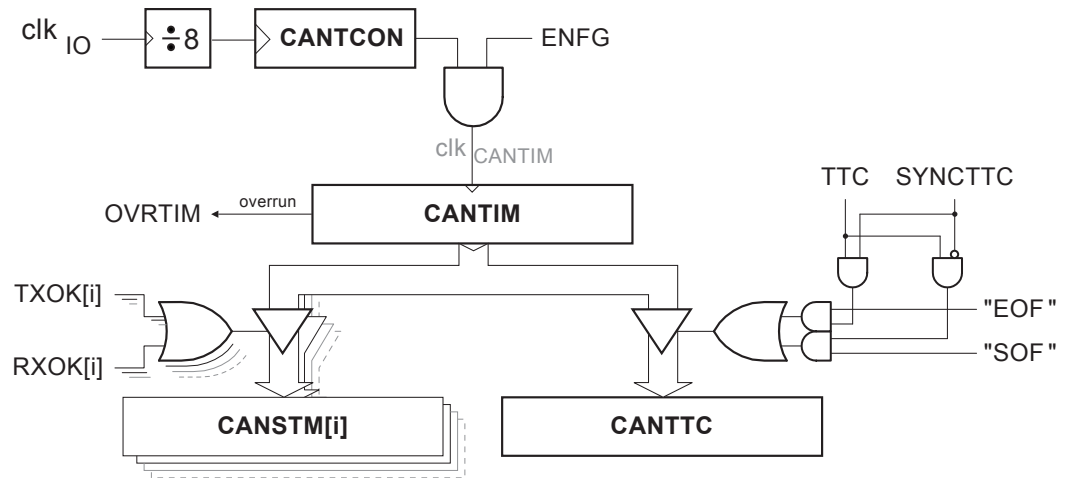 clk IO ÷8 CANTCON ENFG
clk CANTIM
TTC SYNCTTC
OVRTIM overrun CANTIM
TXOK[i]
"EOF"
RXOK[i]
"SOF"
CANSTM[i] CANTTC